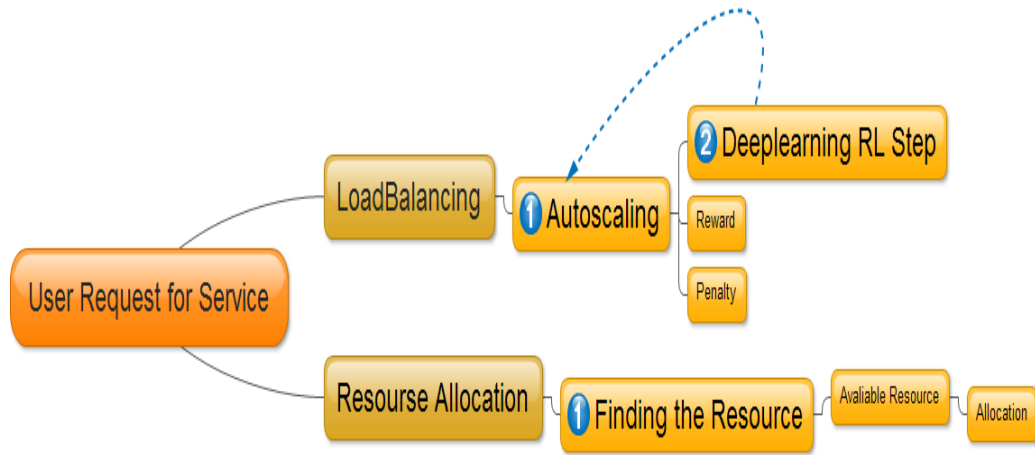 2 Deeplearning RL Step
LoadBalancing
1 Autoscaling
Reward
Penalty
User Request for Service
Resourse Allocation
1 Finding the Resource
Avaliable Resource
Allocation